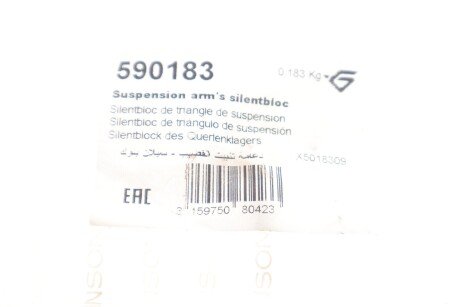 590183
0.183 Kg
Suspension arm's silentbloc
Silentbloc de triangle de suspension
Silentbloc de triángulo de suspensión
Silentblock des Querlenklagers
X5018309
EAC
3 159750 80423